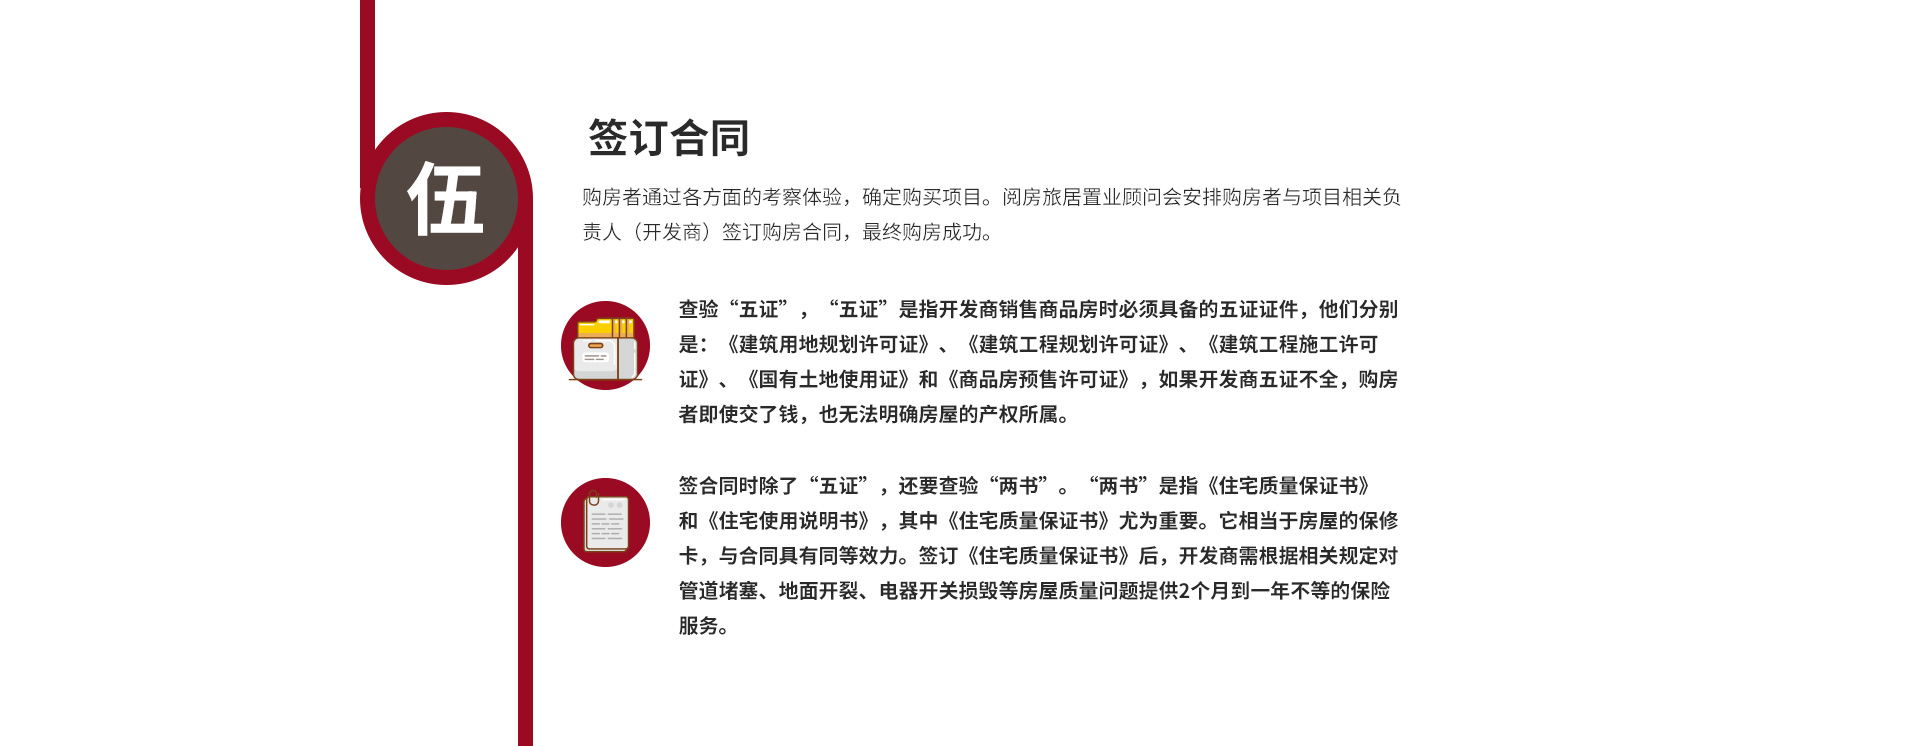 伍
签订合同
购房者通过各方面的考察体验，确定购买项目。阅房旅居置业顾问会安排购房者与项目相关负
责人（开发商）签订购房合同，最终购房成功。
查验“五证”，“五证”是指开发商销售商品房时必须具备的五证证件，他们分别
是：《建筑用地规划许可证》、《建筑工程规划许可证》、《建筑工程施工许可
证》、《国有土地使用证》和《商品房预售许可证》，如果开发商五证不全，购房
者即使交了钱，也无法明确房屋的产权所属。
签合同时除了“五证”，还要查验“两书”。“两书”是指《住宅质量保证书》
和《住宅使用说明书》，其中《住宅质量保证书》尤为重要。它相当于房屋的保修
卡，与合同具有同等效力。签订《住宅质量保证书》后，开发商需根据相关规定对
管道堵塞、地面开裂、电器开关损毁等房屋质量问题提供2个月到一年不等的保险
服务。